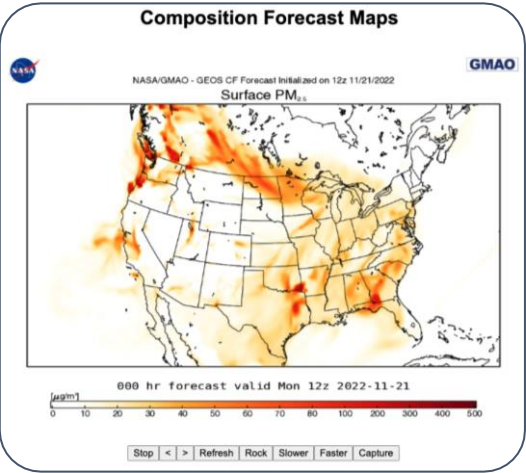 Composition Forecast Maps
NASA
GMAO
NASA/GMAO - GEOS CF Forecast Initialized on 12z 11/21/2022
Surface PM₂.₅
000 hr forecast valid Mon 12z 2022-11-21
[µg/m³]
0 10 20 30 40 50 60 70 80 100 200 300 400 500
Stop < > Refresh Rock Slower Faster Capture